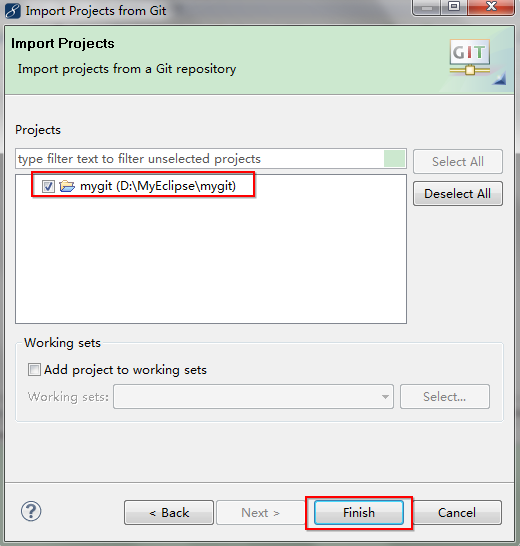 Import Projects from Git
Import Projects
Import projects from a Git repository
GIT
Projects
type filter text to filter unselected projects
Select All
mygit (D:\MyEclipse\mygit)
Deselect All
Working sets
Add project to working sets
Working sets:
Select...
?
< Back
Next >
Finish
Cancel